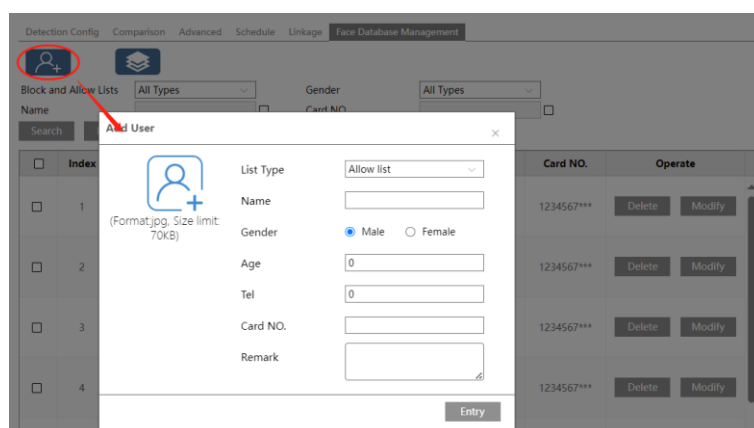 Detection Config Comparison Advanced Schedule Linkage Face Database Management
Block and Allow Lists All Types Gender All Types
Name Card NO.
Search
Add User ×
(Format:jpg, Size limit: 70KB)
List Type Allow list
Name
Gender Male Female
Age 0
Tel 0
Card NO.
Remark
Entry
Index Card NO. Operate
1 1234567*** Delete Modify
2 1234567*** Delete Modify
3 1234567*** Delete Modify
4 1234567*** Delete Modify